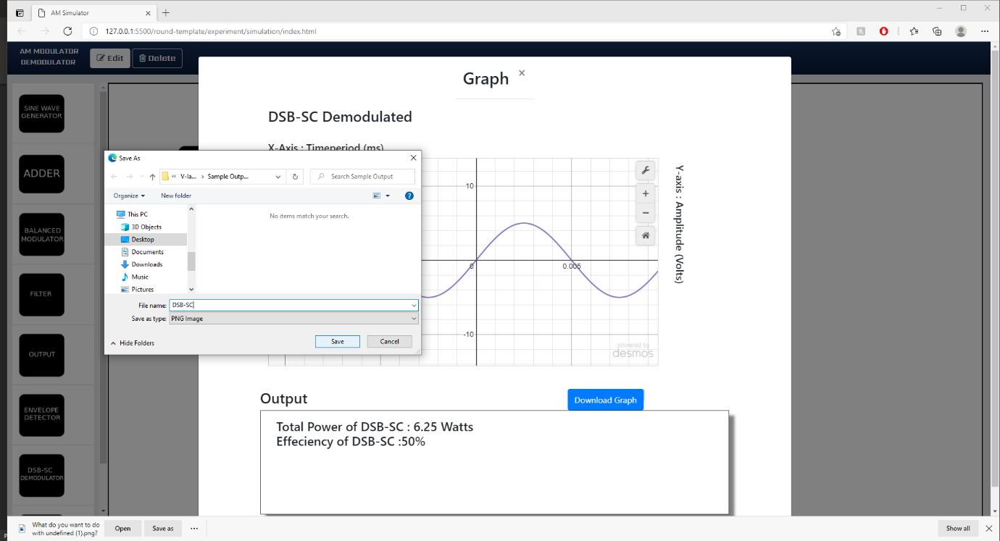 AM Simulator
127.0.0.1:5500/round-template/experiment/simulation/index.html
AM MODULATOR
DEMODULATOR
Edit
Delete
SINE WAVE
GENERATOR
ADDER
BALANCED
MODULATOR
FILTER
OUTPUT
ENVELOPE
DETECTOR
DSB-SC
DEMODULATOR
Graph
DSB-SC Demodulated
X-Axis : Timeperiod (ms)
Save As
« V-la... › Sample Outp...
Search Sample Output
Organize
New folder
This PC
3D Objects
Desktop
Documents
Downloads
Music
Pictures
No items match your search.
File name: DSB-SC
Save as type: PNG Image
Hide Folders
Save
Cancel
10
0
0.005
-10
powered by
desmos
Y-axis : Amplitude (Volts)
Output
Download Graph
Total Power of DSB-SC : 6.25 Watts
Effeciency of DSB-SC :50%
What do you want to do
with undefined (1).png?
Open
Save as
Show all